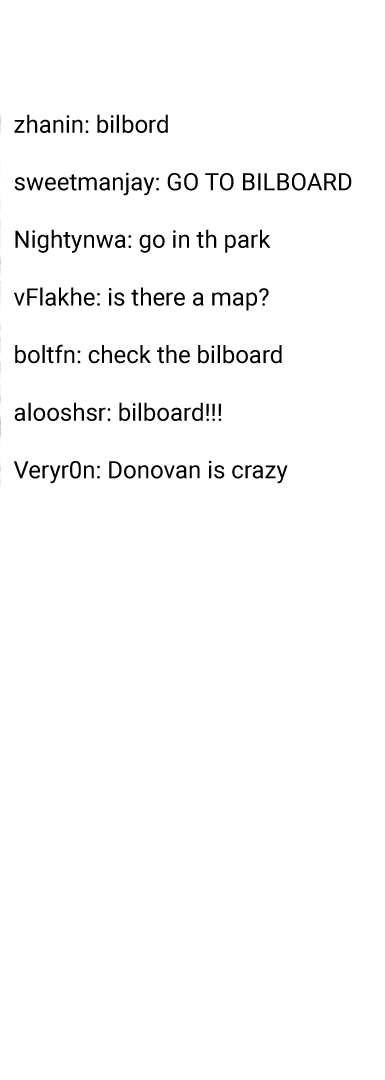 zhanin: bilbord
sweetmanjay: GO TO BILBOARD
Nightynwa: go in th park
vFlakhe: is there a map?
boltfn: check the bilboard
alooshsr: bilboard!!!
Veryr0n: Donovan is crazy